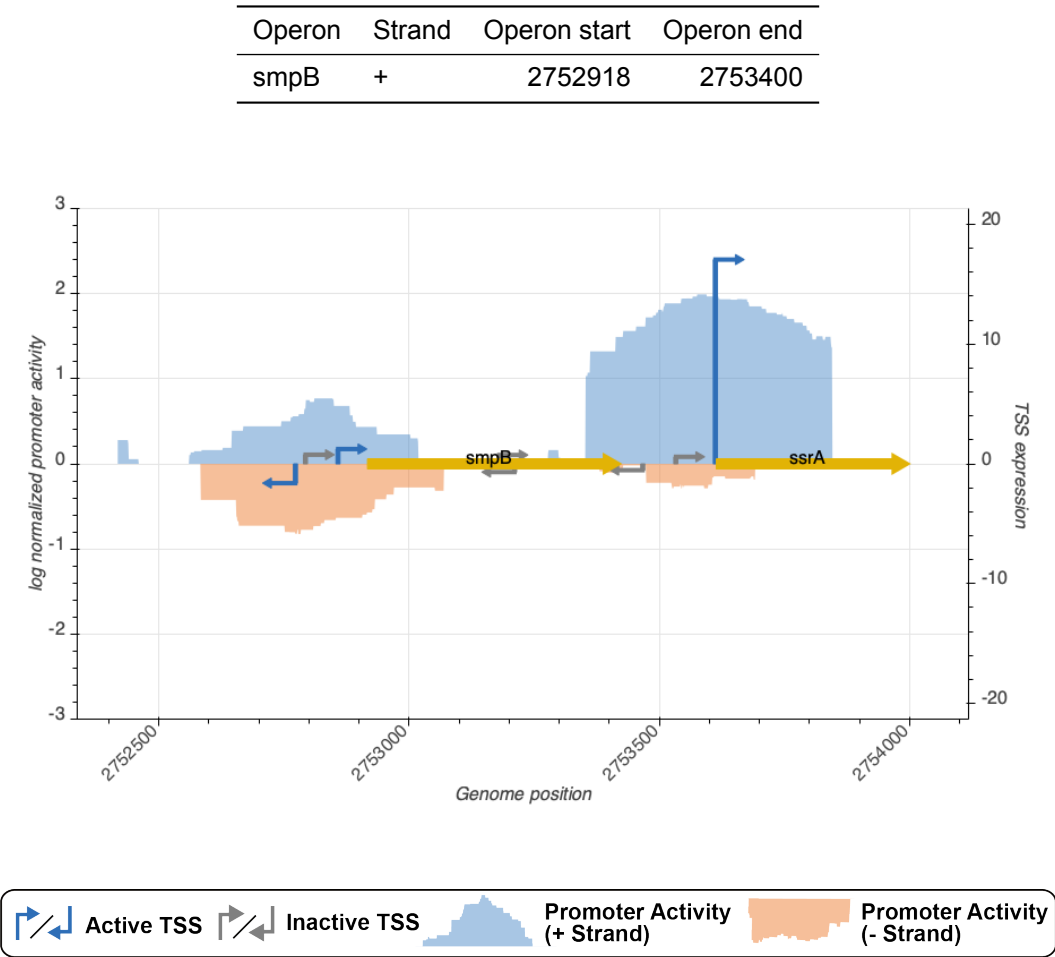 Operon Strand Operon start Operon end
smpB + 2752918 2753400
3
2
1
0
-1
-2
-3
log normalized promoter activity
20
10
0
-10
-20
TSS expression
smpB
ssrA
2752500
2753000
2753500
2754000
Genome position
Active TSS
Inactive TSS
Promoter Activity
(+ Strand)
Promoter Activity
(- Strand)